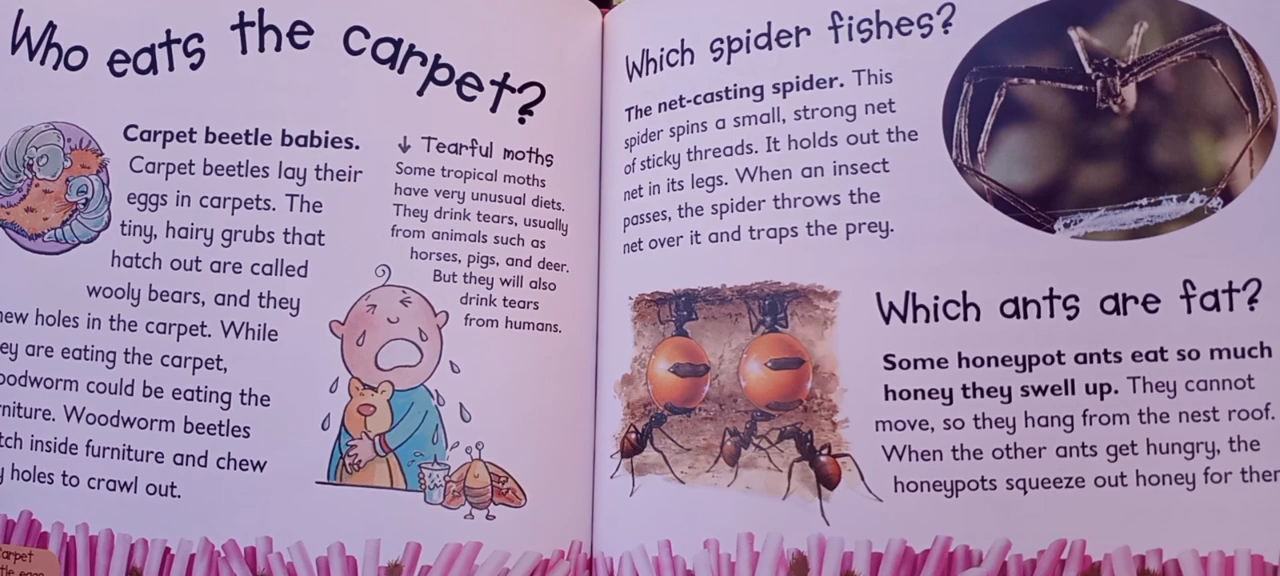 Who eats the carpet?
Carpet beetle babies.
Carpet beetles lay their
eggs in carpets. The
tiny, hairy grubs that
hatch out are called
wooly bears, and they
holes in the carpet. While
are eating the carpet,
could be eating the
Woodworm beetles
inside furniture and chew
holes to crawl out.
↓ Tearful moths
Some tropical moths
have very unusual diets.
They drink tears, usually
from animals such as
horses, pigs, and deer.
But they will also
drink tears
from humans.
Which spider fishes?
The net-casting spider. This
spider spins a small, strong net
of sticky threads. It holds out the
net in its legs. When an insect
passes, the spider throws the
net over it and traps the prey.
Which ants are fat?
Some honeypot ants eat so much
honey they swell up. They cannot
move, so they hang from the nest roof.
When the other ants get hungry, the
honeypots squeeze out honey for